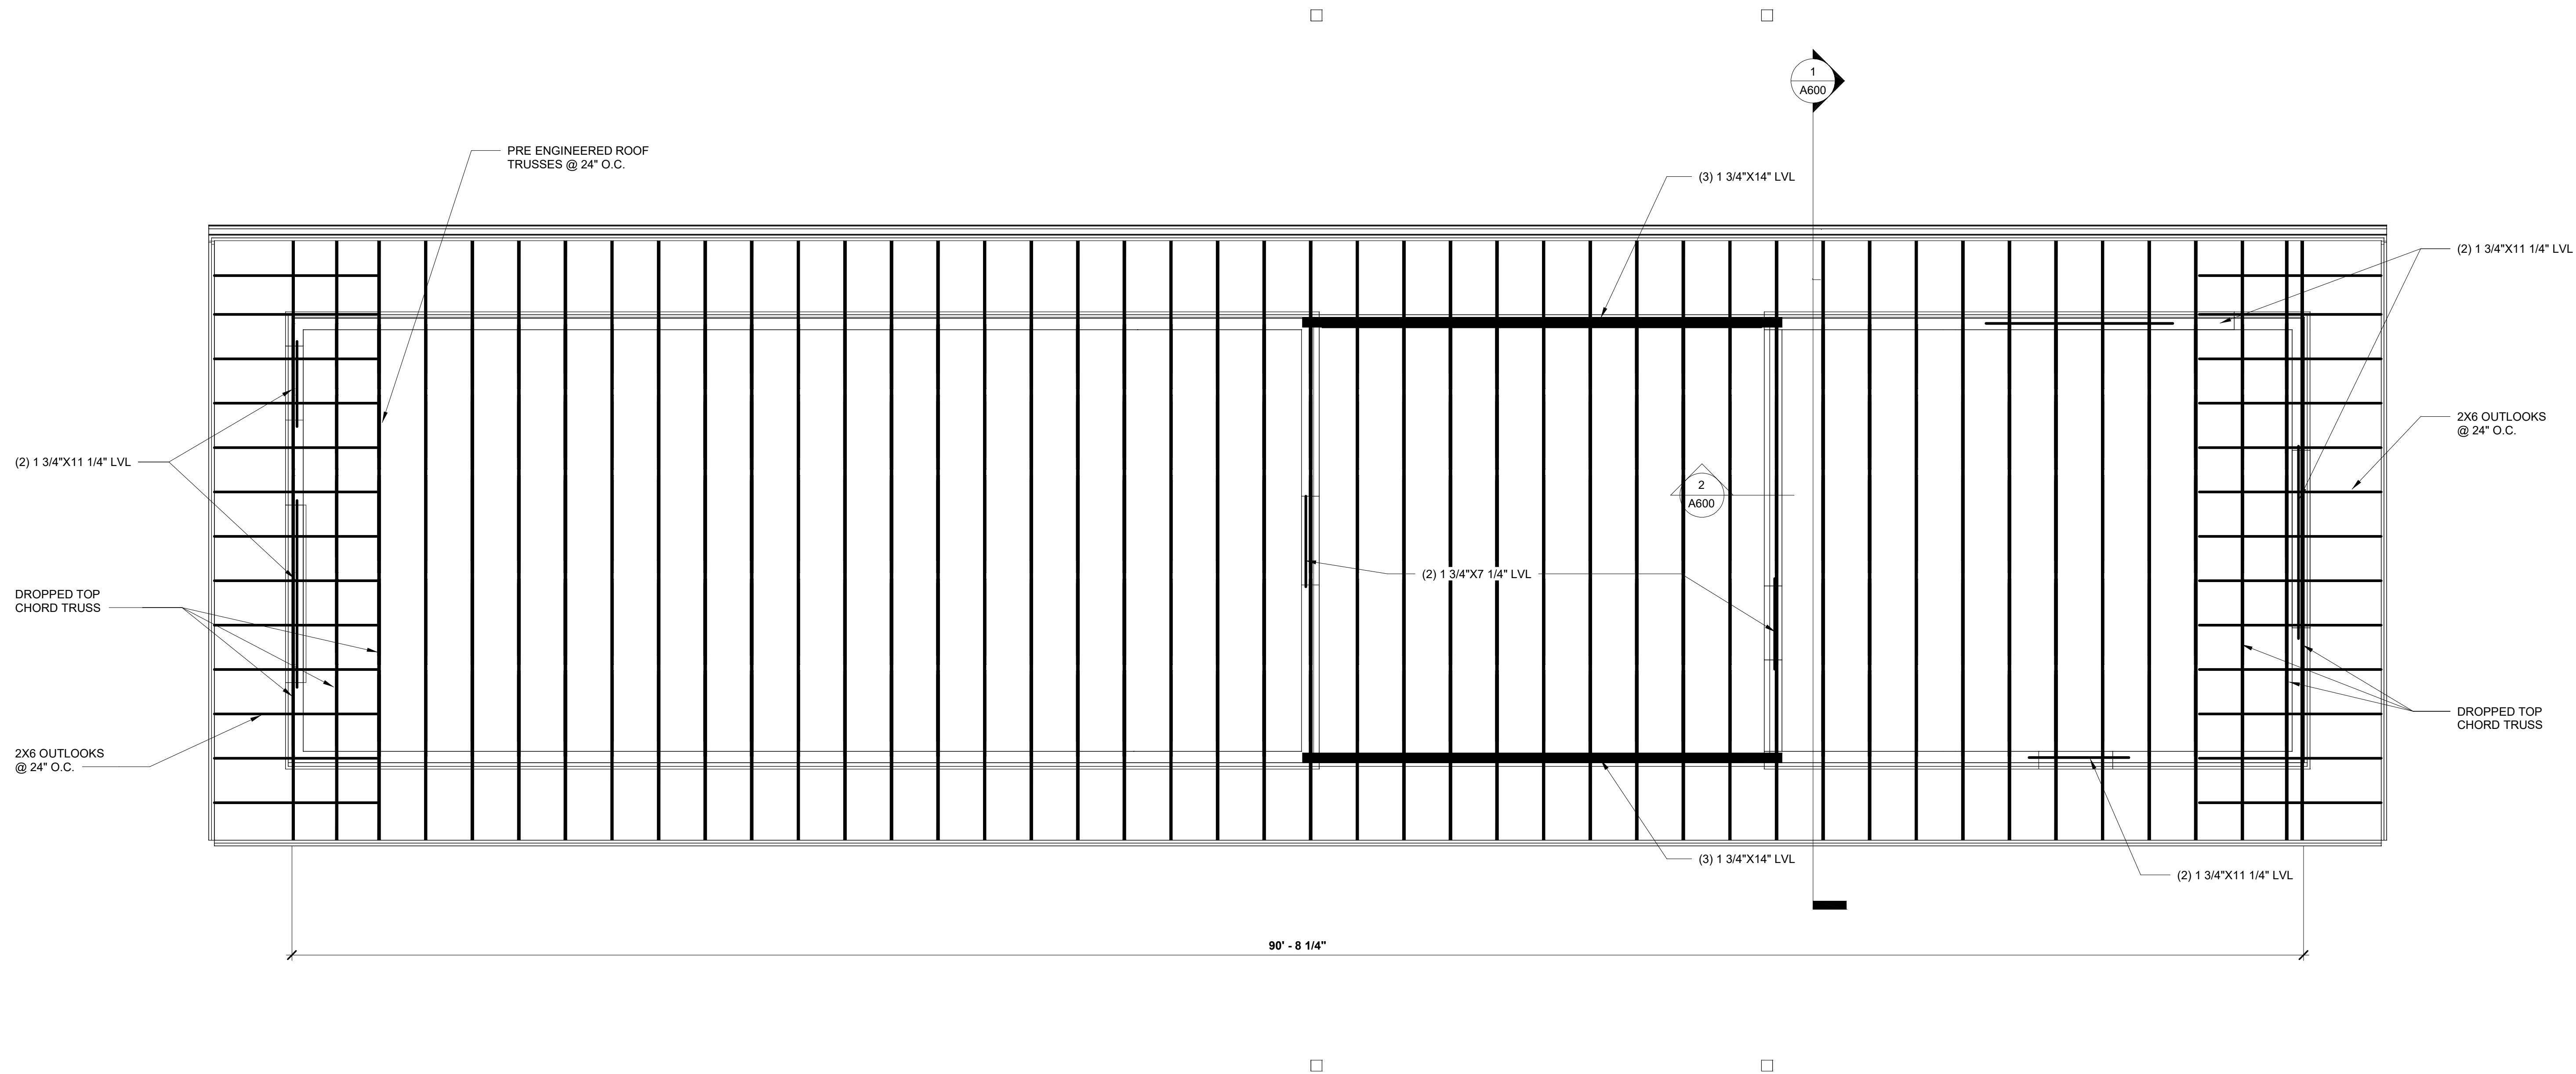 1
A600
PRE ENGINEERED ROOF
TRUSSES @ 24" O.C.
(3) 1 3/4"X14" LVL
(2) 1 3/4"X11 1/4" LVL
2X6 OUTLOOKS
@ 24" O.C.
(2) 1 3/4"X11 1/4" LVL
2
A600
(2) 1 3/4"X7 1/4" LVL
DROPPED TOP
CHORD TRUSS
DROPPED TOP
CHORD TRUSS
2X6 OUTLOOKS
@ 24" O.C.
(3) 1 3/4"X14" LVL
(2) 1 3/4"X11 1/4" LVL
90' - 8 1/4"